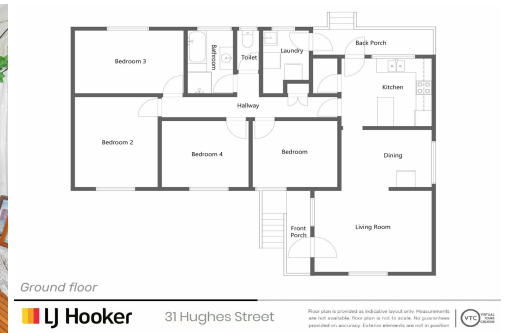 Back Porch
Bedroom 3
Bathroom
Toilet
Laundry
Kitchen
Hallway
Bedroom 2
Bedroom 4
Bedroom
Dining
Front
Porch
Living Room
Ground floor
LJ Hooker
31 Hughes Street
Floor plan is provided as indicative layout only. Measurements
are not available. Floor plan is not to scale. No guarantees
provided on accuracy. Exterior elements are not in position
VTC
VIRTUAL
TOURS